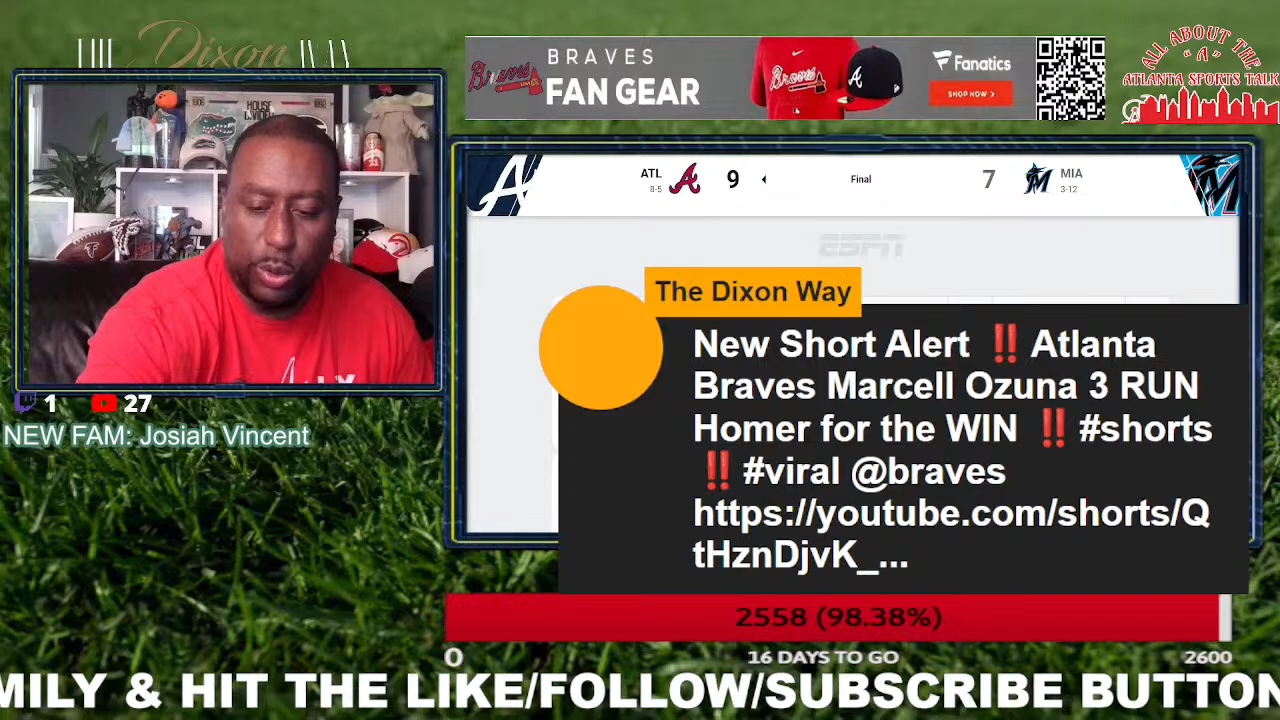 Dixon
BRAVES
FAN GEAR
Braves
Fanatics
SHOP NOW >
ALL ABOUT THE
"A"
ATLANTA SPORTS TALK
HOUSE
DIVIDED
ATL
8-5
9
Final
7
MIA
3-12
ESPN
The Dixon Way
New Short Alert ‼️ Atlanta
Braves Marcell Ozuna 3 RUN
Homer for the WIN ‼️ #shorts
‼️ #viral @braves
https://youtube.com/shorts/Q
tHznDjvK_...
1
27
NEW FAM: Josiah Vincent
2558 (98.38%)
0
16 DAYS TO GO
2600
MILY & HIT THE LIKE/FOLLOW/SUBSCRIBE BUTTON